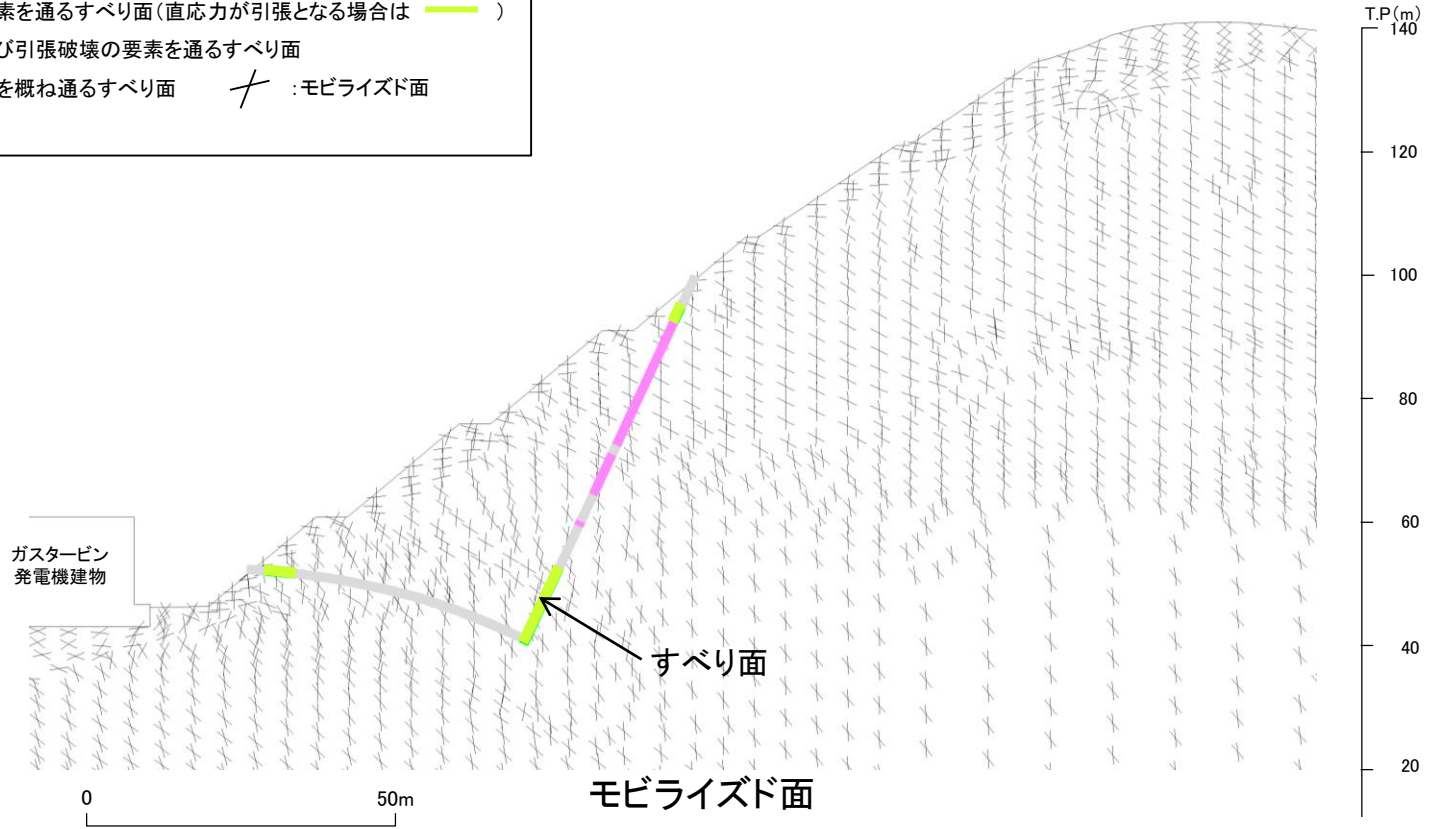 素を通るすべり面(直応力が引張となる場合は )
び引張破壊の要素を通るすべり面
を概ね通るすべり面 :モビライズド面
T.P(m)
140
120
100
80
60
40
20
ガスタービン
発電機建物
すべり面
モビライズド面
0 50m